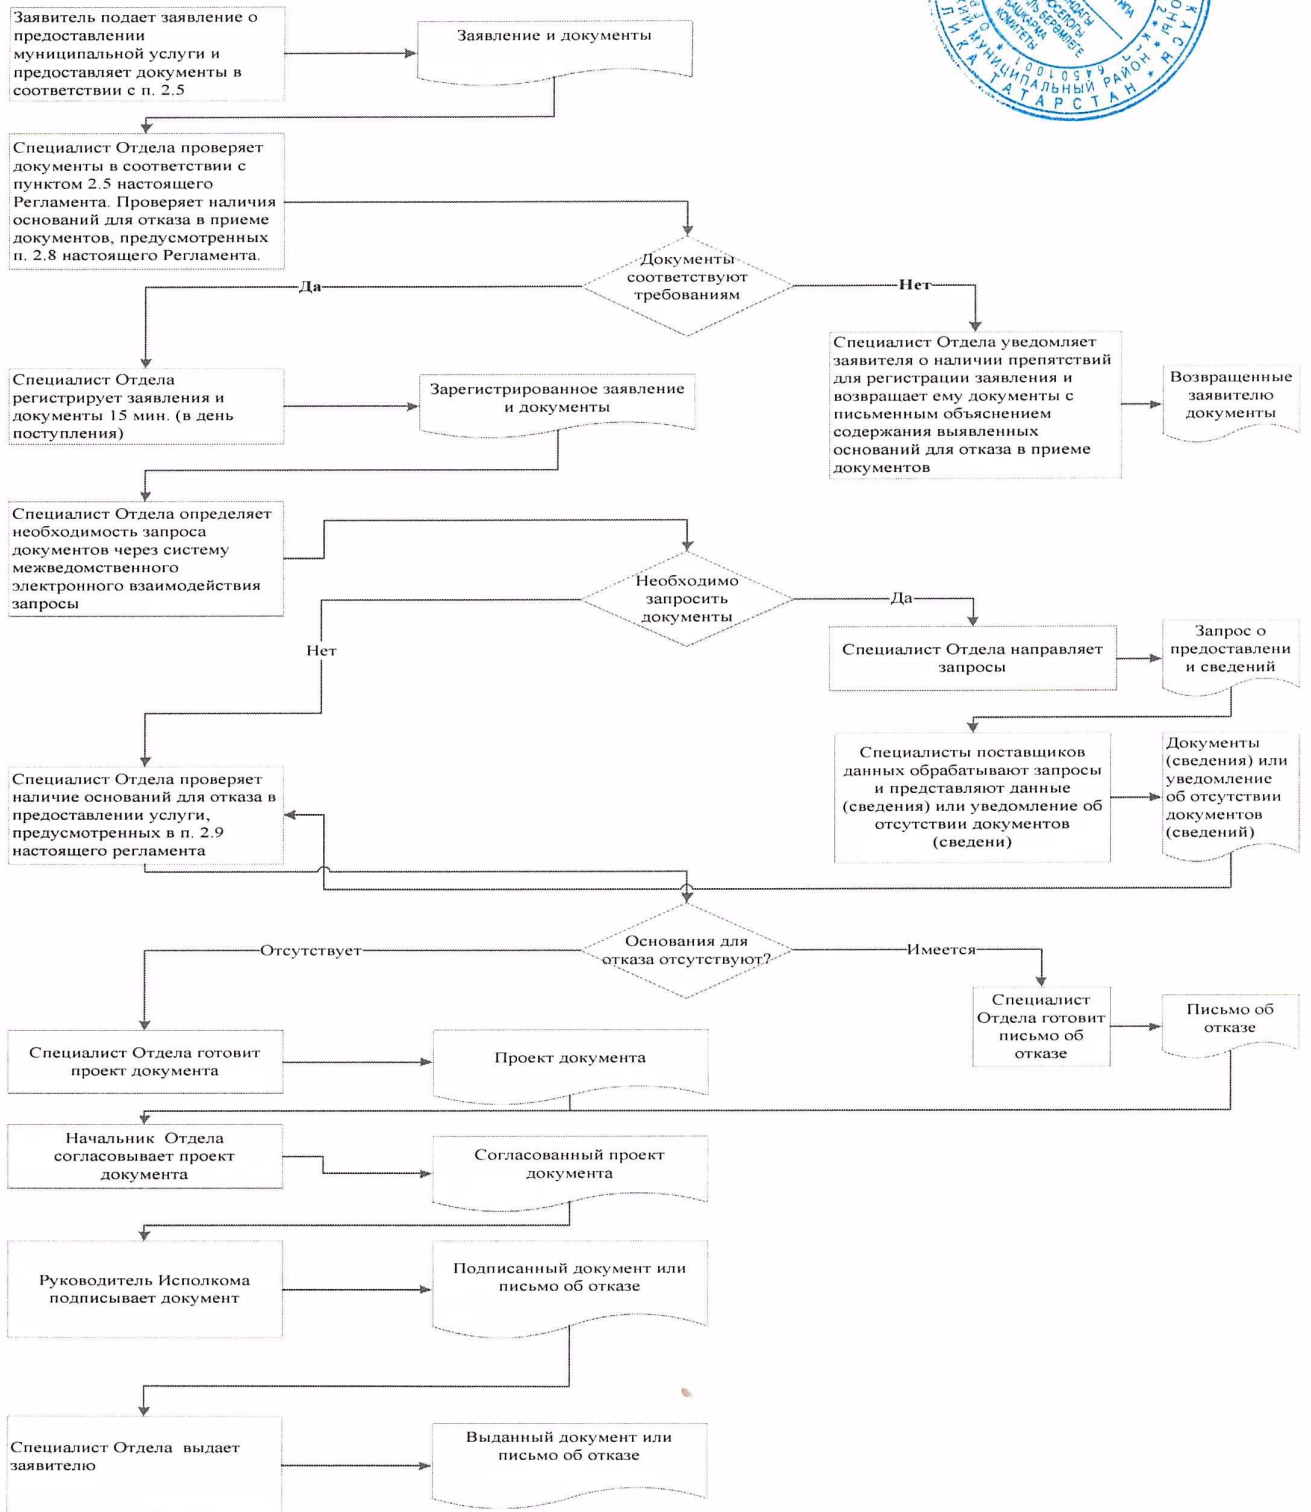 Заявитель подает заявление о
предоставлении
муниципальной услуги и
предоставляет документы в
соответствии с п. 2.5
Заявление и документы
БАШКАРМА
КОМИТЕТЫ
64501001
МУНИЦИПАЛЬНЫЙ РАЙОН
ТАТАРСТАН
Специалист Отдела проверяет
документы в соответствии с
пунктом 2.5 настоящего
Регламента. Проверяет наличия
оснований для отказа в приеме
документов, предусмотренных
п. 2.8 настоящего Регламента.
Документы
соответствуют
требованиям
Да
Нет
Специалист Отдела
регистрирует заявления и
документы 15 мин. (в день
поступления)
Зарегистрированное заявление
и документы
Специалист Отдела уведомляет
заявителя о наличии препятствий
для регистрации заявления и
возвращает ему документы с
письменным объяснением
содержания выявленных
оснований для отказа в приеме
документов
Возвращенные
заявителю
документы
Специалист Отдела определяет
необходимость запроса
документов через систему
межведомственного
электронного взаимодействия
запросы
Необходимо
запросить
документы
Да
Нет
Специалист Отдела направляет
запросы
Запрос о
предоставлени
и сведений
Специалисты поставщиков
данных обрабатывают запросы
и представляют данные
(сведения) или уведомление об
отсутствии документов
(сведени)
Документы
(сведения) или
уведомление
об отсутствии
документов
(сведений)
Специалист Отдела проверяет
наличие оснований для отказа в
предоставлении услуги,
предусмотренных в п. 2.9
настоящего регламента
Основания для
отказа отсутствуют?
Отсутствует
Имеется
Специалист
Отдела готовит
письмо об
отказе
Письмо об
отказе
Специалист Отдела готовит
проект документа
Проект документа
Начальник Отдела
согласовывает проект
документа
Согласованный проект
документа
Руководитель Исполкома
подписывает документ
Подписанный документ или
письмо об отказе
Специалист Отдела выдает
заявителю
Выданный документ или
письмо об отказе